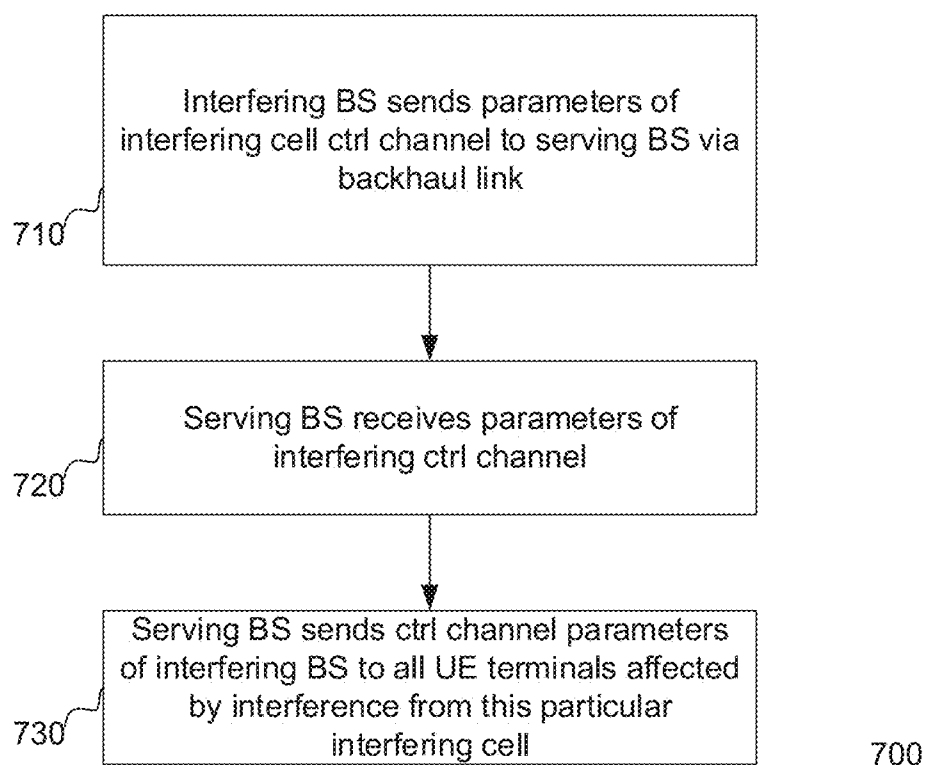 Interfering BS sends parameters of
interfering cell ctrl channel to serving BS via
backhaul link
710
Serving BS receives parameters of
interfering ctrl channel
720
Serving BS sends ctrl channel parameters
of interfering BS to all UE terminals affected
by interference from this particular
interfering cell
730
700